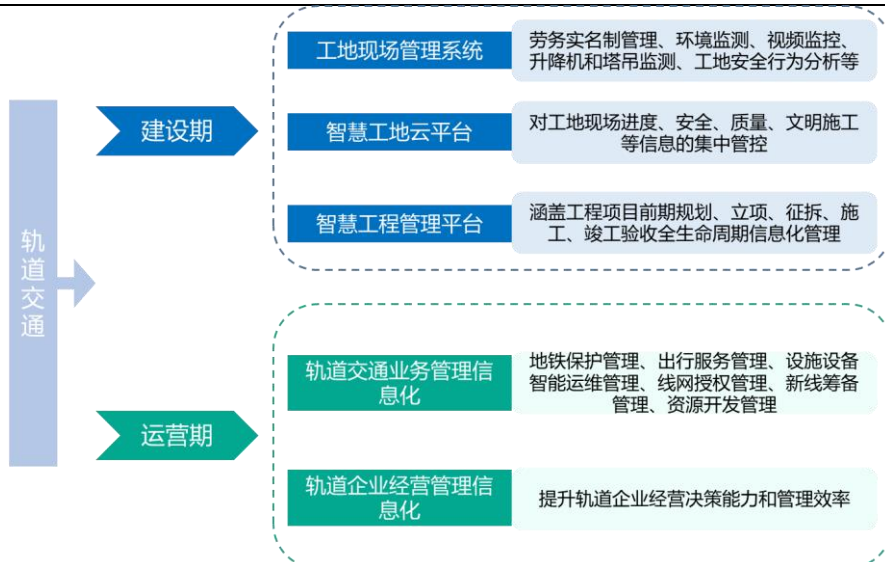 轨道交通
建设期
工地现场管理系统
劳务实名制管理、环境监测、视频监控、
升降机和塔吊监测、工地安全行为分析等
智慧工地云平台
对工地现场进度、安全、质量、文明施工
等信息的集中管控
智慧工程管理平台
涵盖工程项目前期规划、立项、征拆、施
工、竣工验收全生命周期信息化管理
运营期
轨道交通业务管理信
息化
地铁保护管理、出行服务管理、设施设备
智能运维管理、线网授权管理、新线筹备
管理、资源开发管理
轨道企业经营管理信
息化
提升轨道企业经营决策能力和管理效率